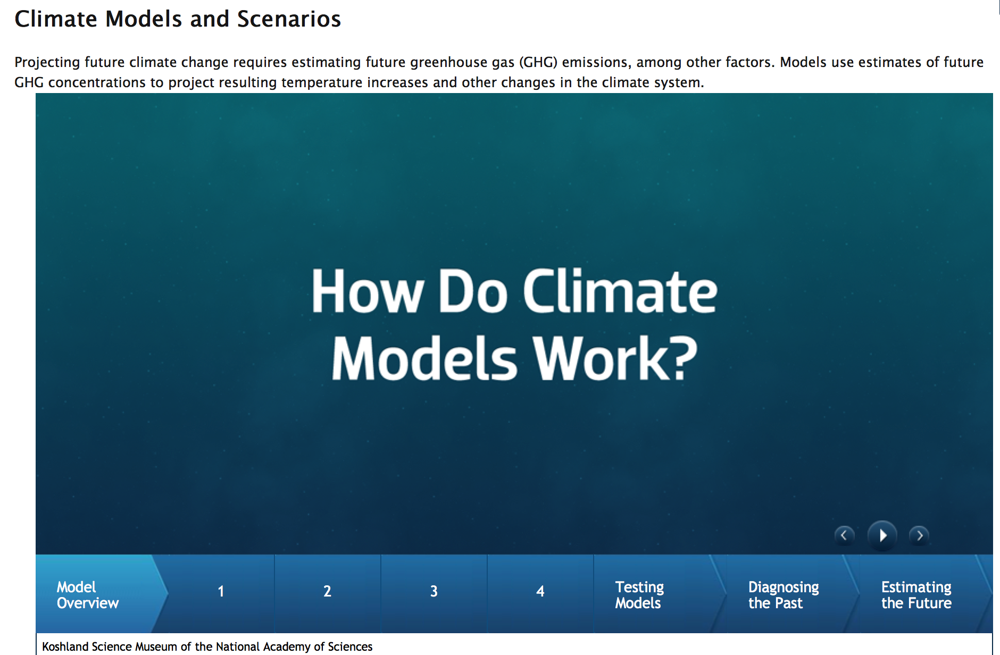 Climate Models and Scenarios
Projecting future climate change requires estimating future greenhouse gas (GHG) emissions, among other factors. Models use estimates of future
GHG concentrations to project resulting temperature increases and other changes in the climate system.
How Do Climate
Models Work?
Model
Overview
1
2
3
4
Testing
Models
Diagnosing
the Past
Estimating
the Future
Koshland Science Museum of the National Academy of Sciences